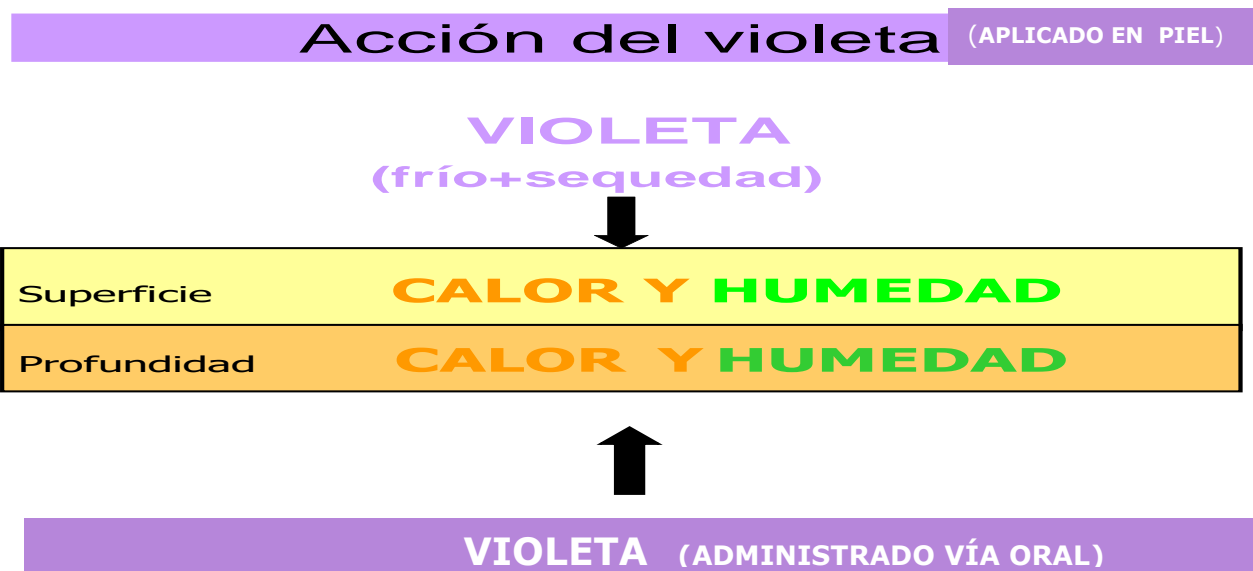 Acción del violeta (APLICADO EN PIEL)
VIOLETA
(frío+sequedad)
Superficie CALOR Y HUMEDAD
Profundidad CALOR Y HUMEDAD
VIOLETA (ADMINISTRADO VÍA ORAL)